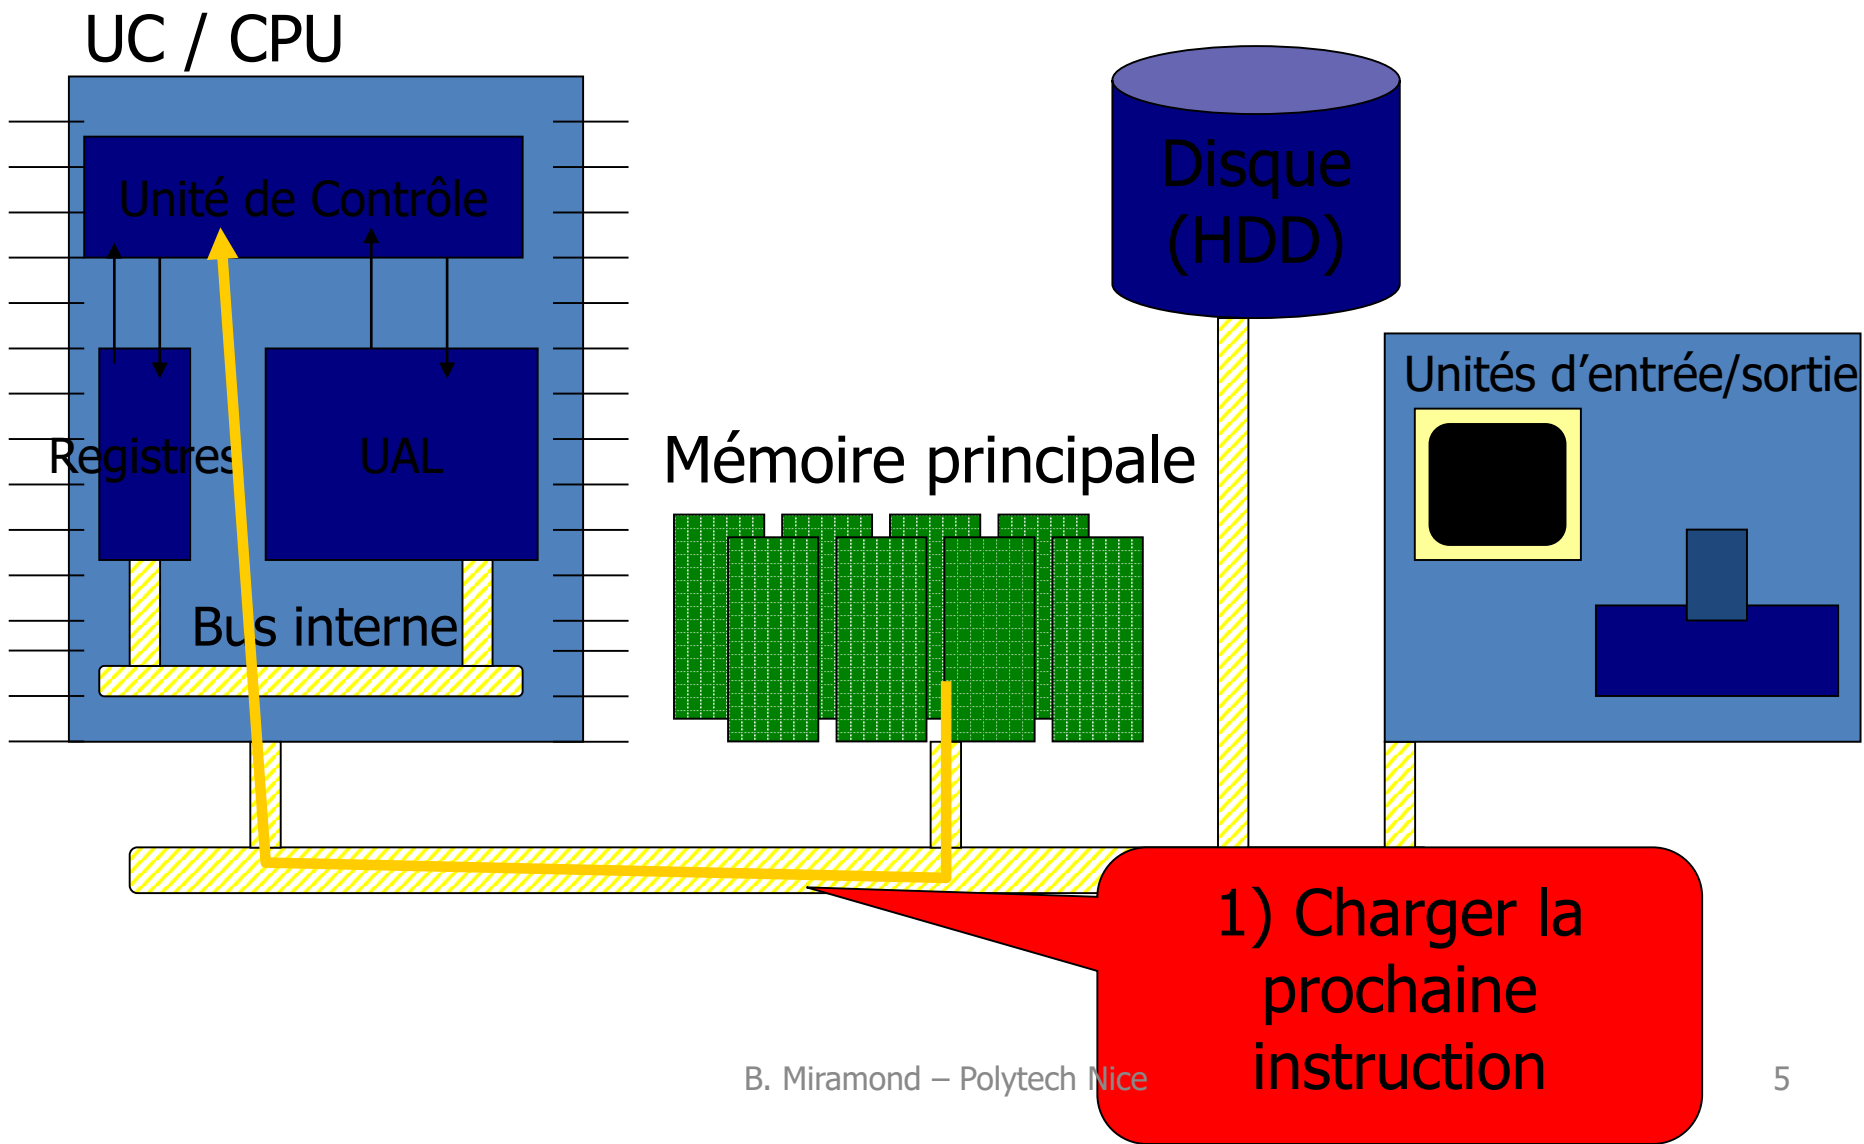 UC / CPU
Unité de Contrôle
Registres
UAL
Bus interne
Mémoire principale
Disque
(HDD)
Unités d’entrée/sortie
1) Charger la
prochaine
instruction
B. Miramond – Polytech Nice
5